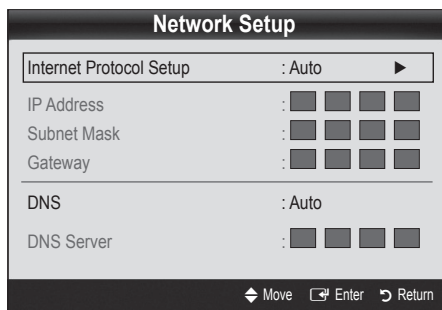 Network Setup
Internet Protocol Setup : Auto ▶
IP Address :
Subnet Mask :
Gateway :
DNS : Auto
DNS Server :
Move Enter Return